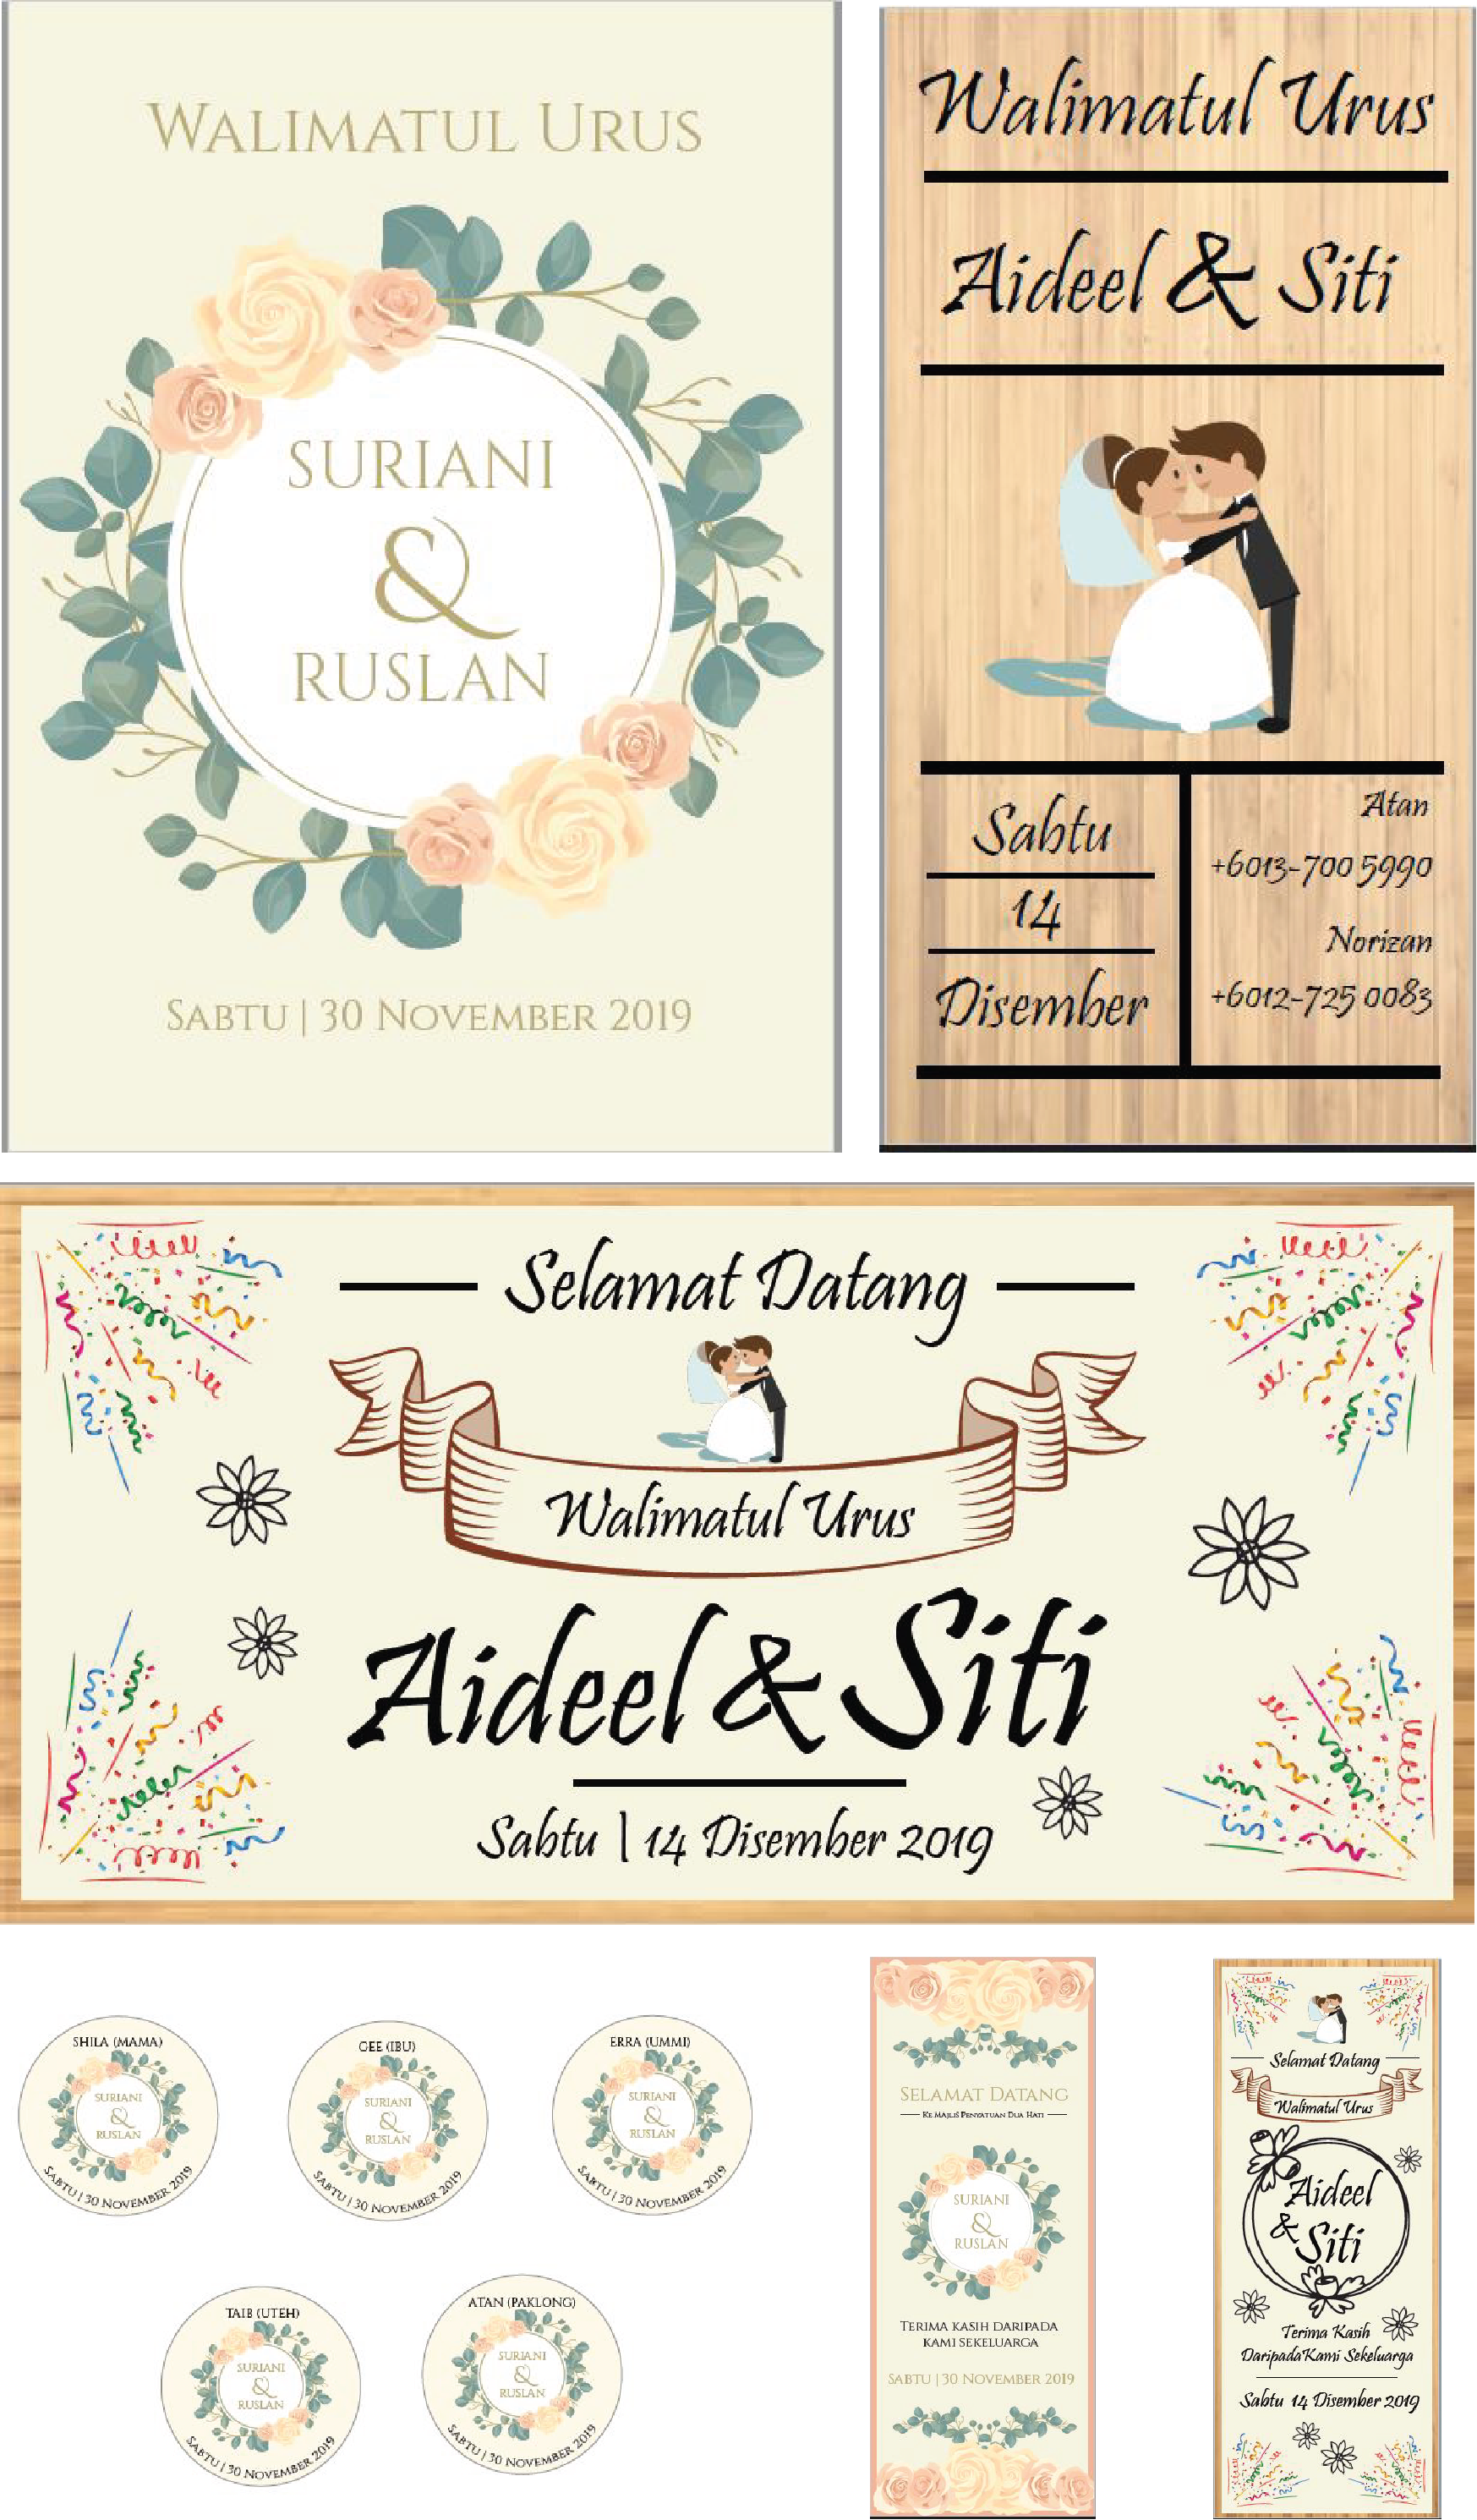 WALIMATUL URUS
SURIANI
&
RUSLAN
SABTU | 30 NOVEMBER 2019
Walimatul Urus
Aideel & Siti
Sabtu
14
Disember
Atan
+6013-700 5990
Norizan
+6012-725 0083
Selamat Datang
Walimatul Urus
Aideel & Siti
Sabtu | 14 Disember 2019
SHILA (MAMA)
SURIANI
&
RUSLAN
SABTU | 30 NOVEMBER 2019
GEE (IBU)
SURIANI
&
RUSLAN
SABTU | 30 NOVEMBER 2019
ERRA (UMMI)
SURIANI
&
RUSLAN
SABTU | 30 NOVEMBER 2019
TAIB (UTEH)
SURIANI
&
RUSLAN
SABTU | 30 NOVEMBER 2019
ATAN (PAKLONG)
SURIANI
&
RUSLAN
SABTU | 30 NOVEMBER 2019
SELAMAT DATANG
KE MAJLIS PENYATUAN DUA HATI
SURIANI
&
RUSLAN
TERIMA KASIH DARIPADA
KAMI SEKELUARGA
SABTU | 30 NOVEMBER 2019
Selamat Datang
Walimatul Urus
Aideel
& Siti
Terima Kasih
Daripada Kami Sekeluarga
Sabtu 14 Disember 2019